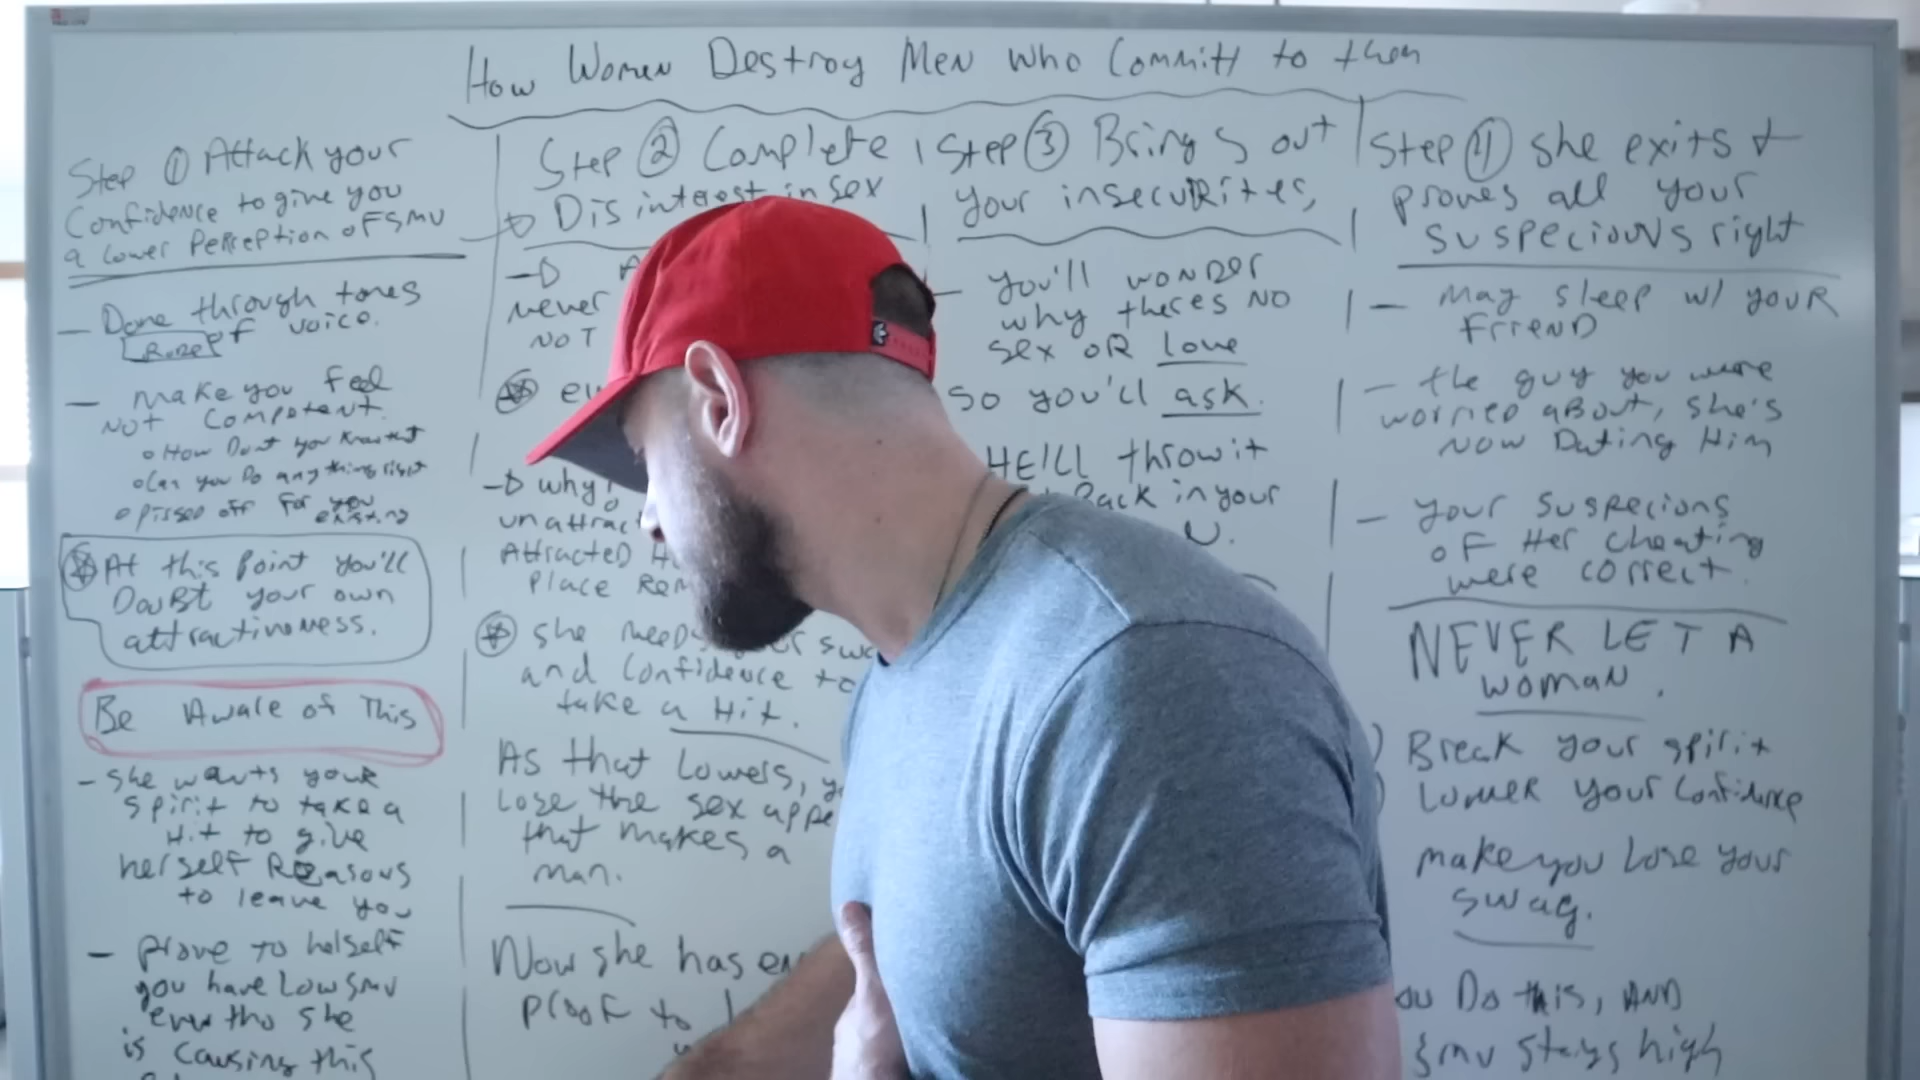 How Women Destroy Men Who Committ to them
Step ① Attack your
Confidence to give you
a lower Perception of SMV
— Done through tones
of voice.
Rude
— make you feel
NOT Competent.
o How Dont you Know that
o Can you Do anything right
o pissed off for you
existing
At this Point you'll
Doubt your own
attractiveness.
Be Aware of This
- she wants your
spirit to take a
Hit to give
herself Reasons
to leave you
— prove to herself
you have Low smv
even tho she
is causing this
Step ② Complete
Disinterest in sex
never
NOT
why
unattrac
Attracted
Place
she needs
and Confidence to
take a Hit.
As that Lowers,
Lose the sex appe
that makes a
man.
Now she has
proof to
Step ③ Brings out
your insecurities,
— you'll wonder
why theres NO
sex OR Love
so you'll ask.
HE'll throw it
Back in your
Step 4 she exits &
proves all your
suspecious right
— may sleep w/ your
Friend
— the guy you were
worried about, she's
now Dating Him
— your suspecions
of Her cheating
were correct.
NEVER LET A
woman.
Break your spirit
Lower your Confidence
make you Lose your
swag.
ou Do this, AND
smv stays high